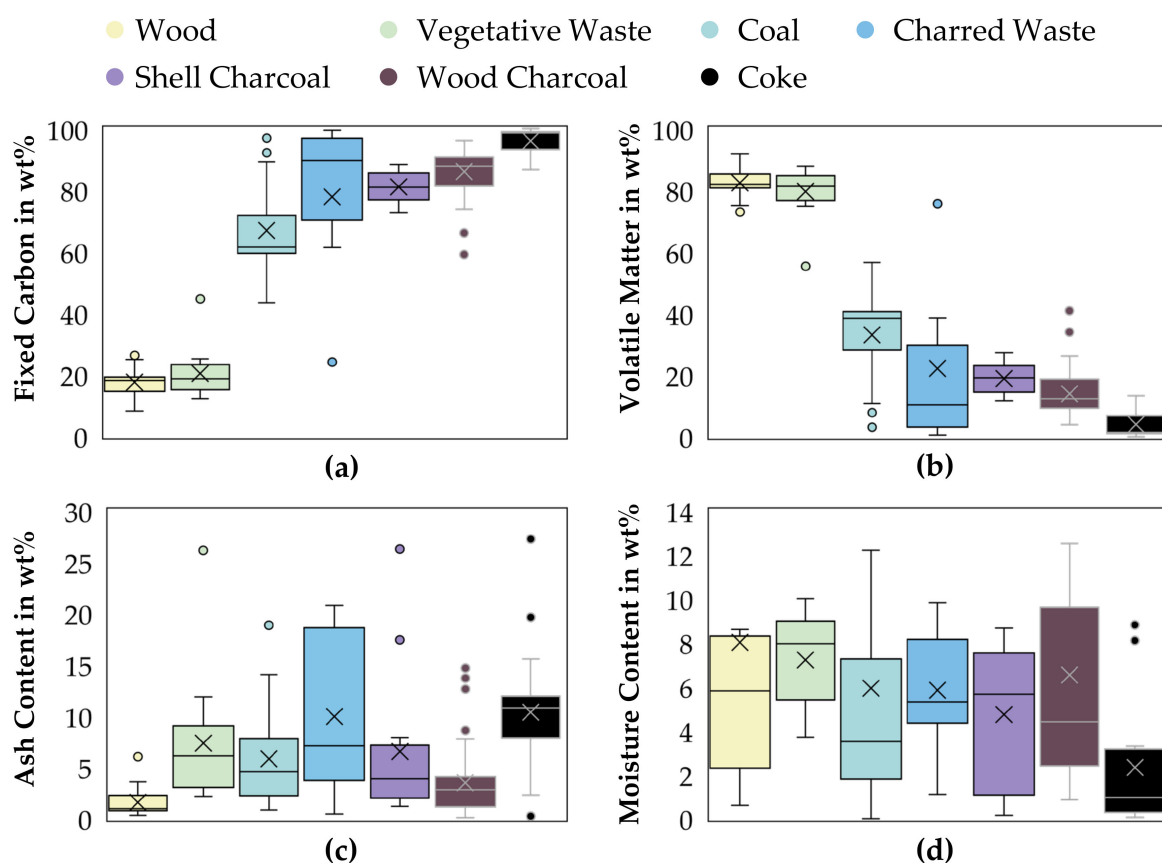 Wood Vegetative Waste Coal Charred Waste
Shell Charcoal Wood Charcoal Coke
Fixed Carbon in wt%
100
80
60
40
20
0
(a)
Volatile Matter in wt%
100
80
60
40
20
0
(b)
Ash Content in wt%
30
25
20
15
10
5
0
(c)
Moisture Content in wt%
14
12
10
8
6
4
2
0
(d)